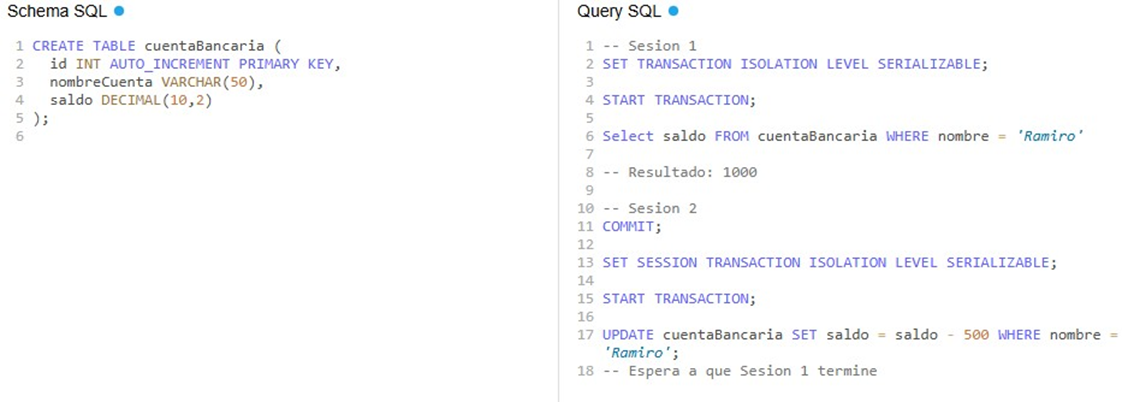 Schema SQL
1 CREATE TABLE cuentaBancaria (
2 id INT AUTO_INCREMENT PRIMARY KEY,
3 nombreCuenta VARCHAR(50),
4 saldo DECIMAL(10,2)
5 );
6
Query SQL
1 -- Sesion 1
2 SET TRANSACTION ISOLATION LEVEL SERIALIZABLE;
3
4 START TRANSACTION;
5
6 Select saldo FROM cuentaBancaria WHERE nombre = 'Ramiro'
7
8 -- Resultado: 1000
9
10 -- Sesion 2
11 COMMIT;
12
13 SET SESSION TRANSACTION ISOLATION LEVEL SERIALIZABLE;
14
15 START TRANSACTION;
16
17 UPDATE cuentaBancaria SET saldo = saldo - 500 WHERE nombre =
'Ramiro';
18 -- Espera a que Sesion 1 termine